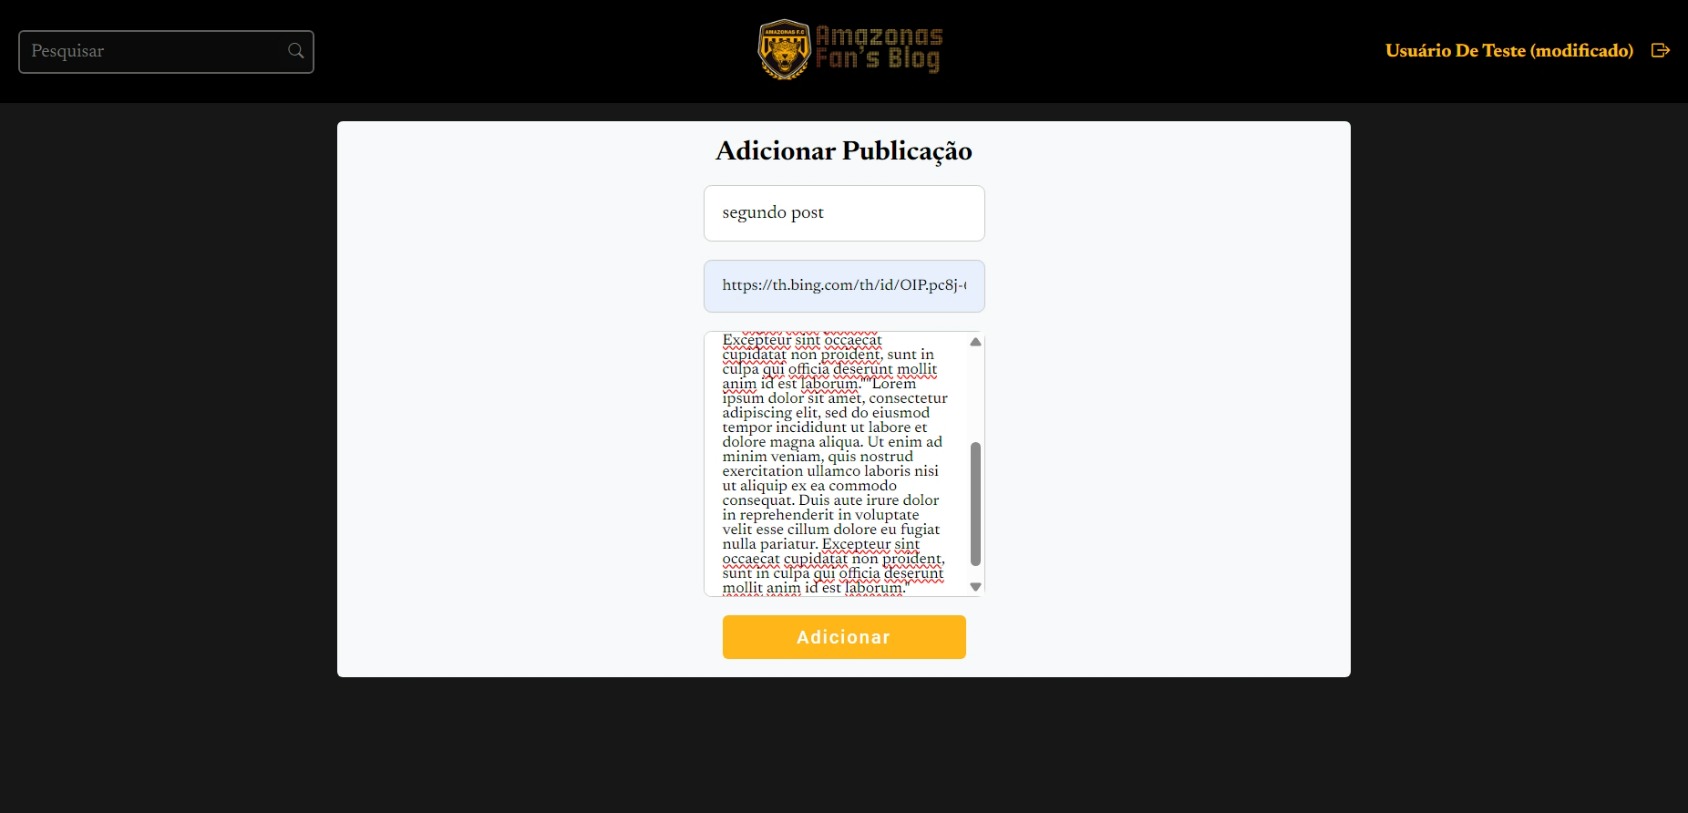 Pesquisar
AMAZONAS F.C
Amazonas
Fan's Blog
Usuário De Teste (modificado)
Adicionar Publicação
segundo post
https://th.bing.com/th/id/OIP.pc8j-
Excepteur sint occaecat
cupidatat non proident, sunt in
culpa qui officia deserunt mollit
anim id est laborum.""Lorem
ipsum dolor sit amet, consectetur
adipiscing elit, sed do eiusmod
tempor incididunt ut labore et
dolore magna aliqua. Ut enim ad
minim veniam, quis nostrud
exercitation ullamco laboris nisi
ut aliquip ex ea commodo
consequat. Duis aute irure dolor
in reprehenderit in voluptate
velit esse cillum dolore eu fugiat
nulla pariatur. Excepteur sint
occaecat cupidatat non proident,
sunt in culpa qui officia deserunt
mollit anim id est laborum."
Adicionar